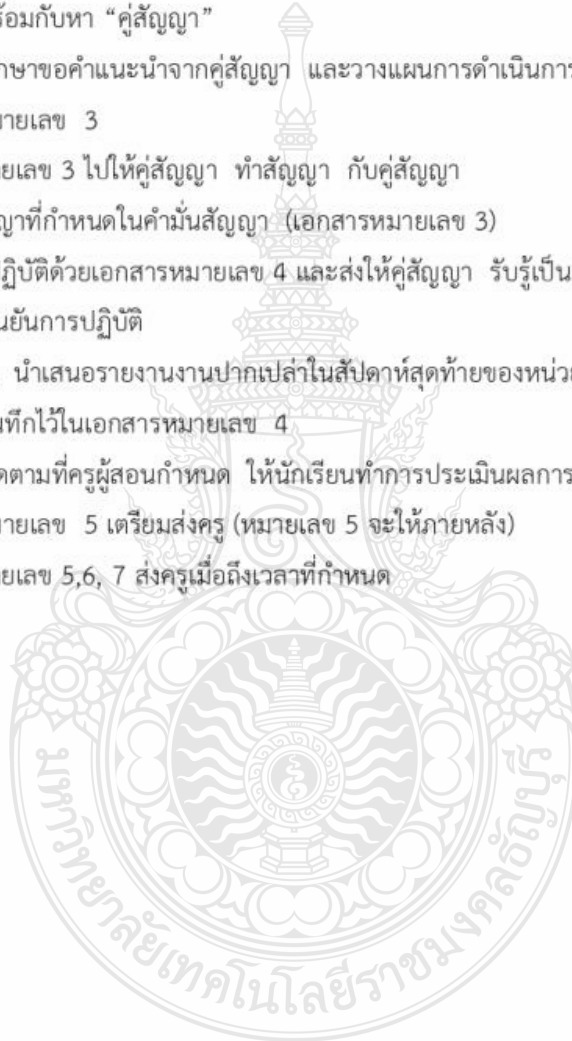 ร้อมกับหา “คู่สัญญา”
กษาขอคำแนะนำจากคู่สัญญา และวางแผนการดำเนินการ
มายเลข 3
ยเลข 3 ไปให้คู่สัญญา ทำสัญญา กับคู่สัญญา
ญาที่กำหนดในคำมั่นสัญญา (เอกสารหมายเลข 3)
ปฏิบัติด้วยเอกสารหมายเลข 4 และส่งให้คู่สัญญา รับรู้เป็น
นยันการปฏิบัติ
นำเสนอรายงานงานปากเปล่าในสัปดาห์สุดท้ายของหน่วย
นทึกไว้ในเอกสารหมายเลข 4
ดตามที่ครูผู้สอนกำหนด ให้นักเรียนทำการประเมินผลการ
มายเลข 5 เตรียมส่งครู (หมายเลข 5 จะให้ภายหลัง)
ยเลข 5,6, 7 ส่งครูเมื่อถึงเวลาที่กำหนด
มหาวิทยาลัยเทคโนโลยีราชมงคลธัญบุรี